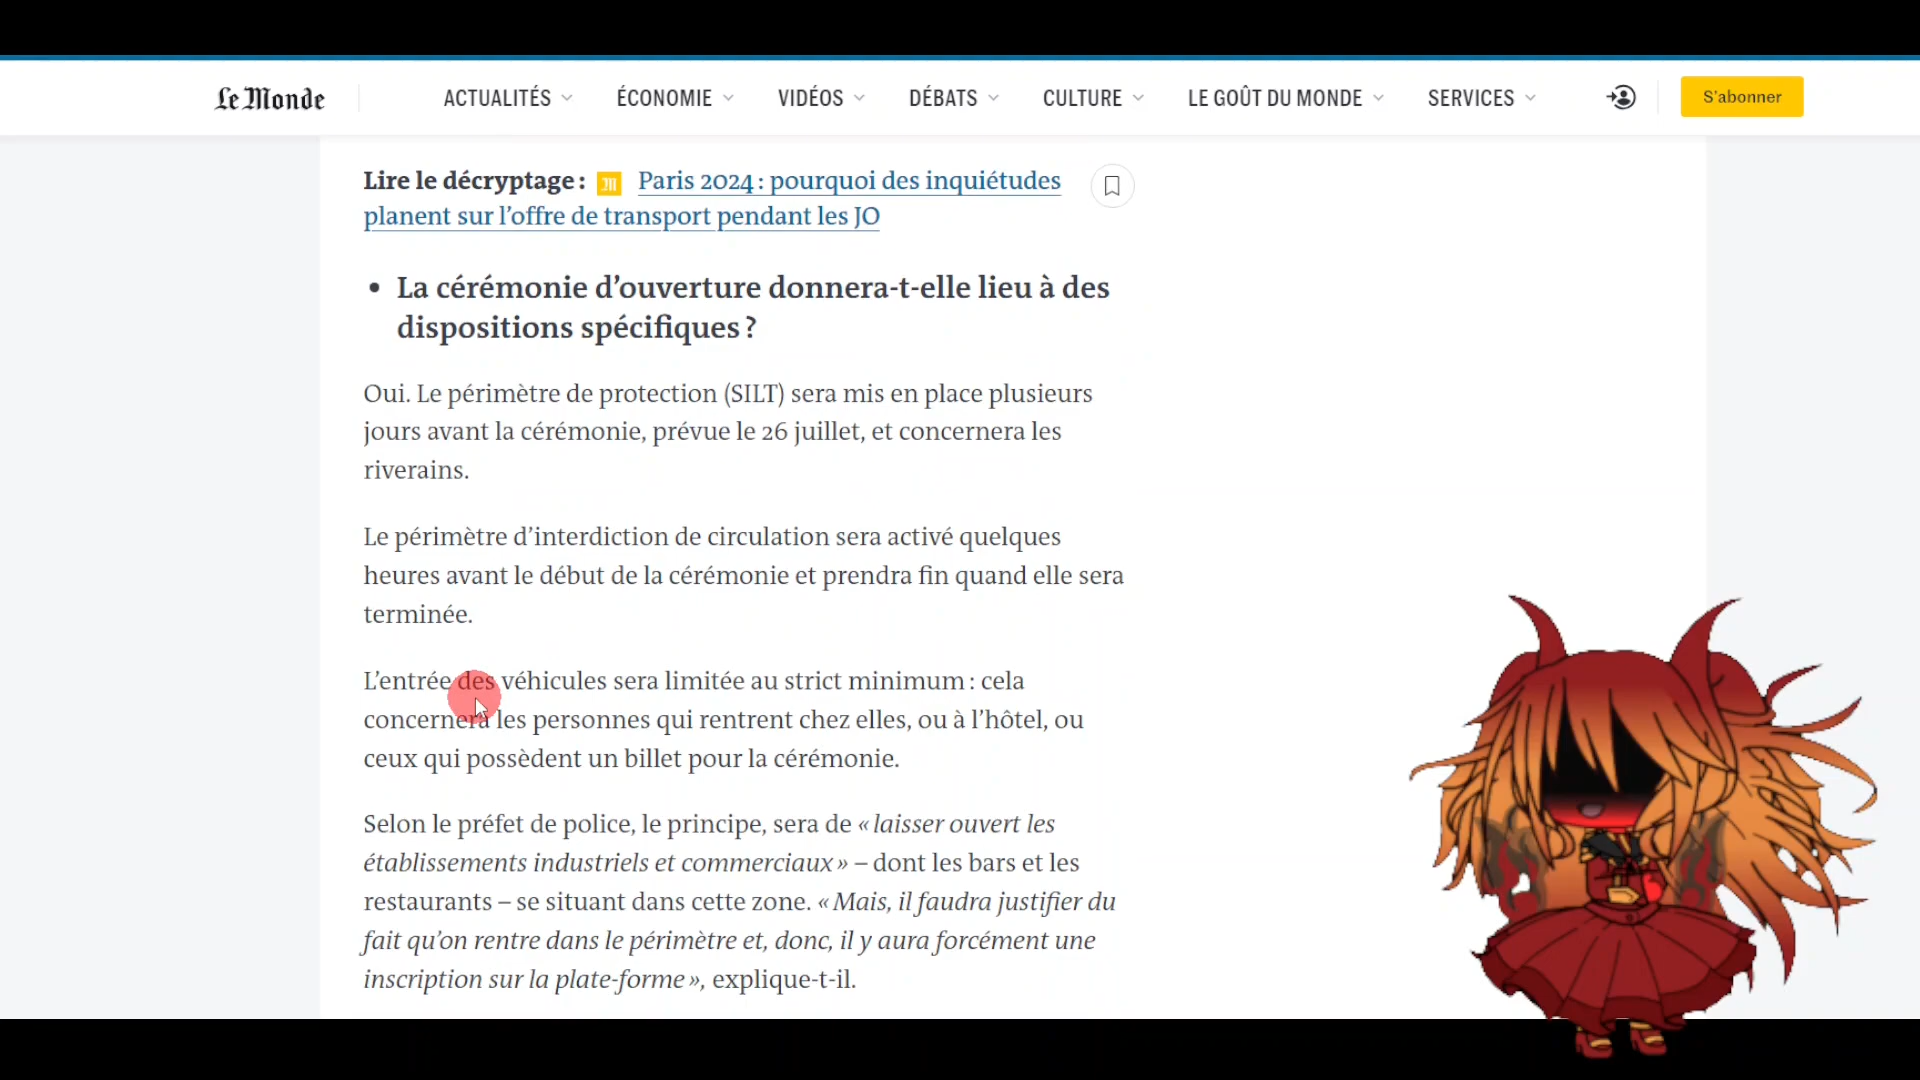 Le Monde
ACTUALITÉS
ÉCONOMIE
VIDÉOS
DÉBATS
CULTURE
LE GOÛT DU MONDE
SERVICES
S'abonner
Lire le décryptage : M Paris 2024 : pourquoi des inquiétudes
planent sur l’offre de transport pendant les JO
• La cérémonie d’ouverture donnera-t-elle lieu à des
dispositions spécifiques ?
Oui. Le périmètre de protection (SILT) sera mis en place plusieurs
jours avant la cérémonie, prévue le 26 juillet, et concernera les
riverains.
Le périmètre d’interdiction de circulation sera activé quelques
heures avant le début de la cérémonie et prendra fin quand elle sera
terminée.
L’entrée des véhicules sera limitée au strict minimum : cela
concernera les personnes qui rentrent chez elles, ou à l’hôtel, ou
ceux qui possèdent un billet pour la cérémonie.
Selon le préfet de police, le principe, sera de « laisser ouvert les
établissements industriels et commerciaux » – dont les bars et les
restaurants – se situant dans cette zone. « Mais, il faudra justifier du
fait qu’on rentre dans le périmètre et, donc, il y aura forcément une
inscription sur la plate-forme », explique-t-il.